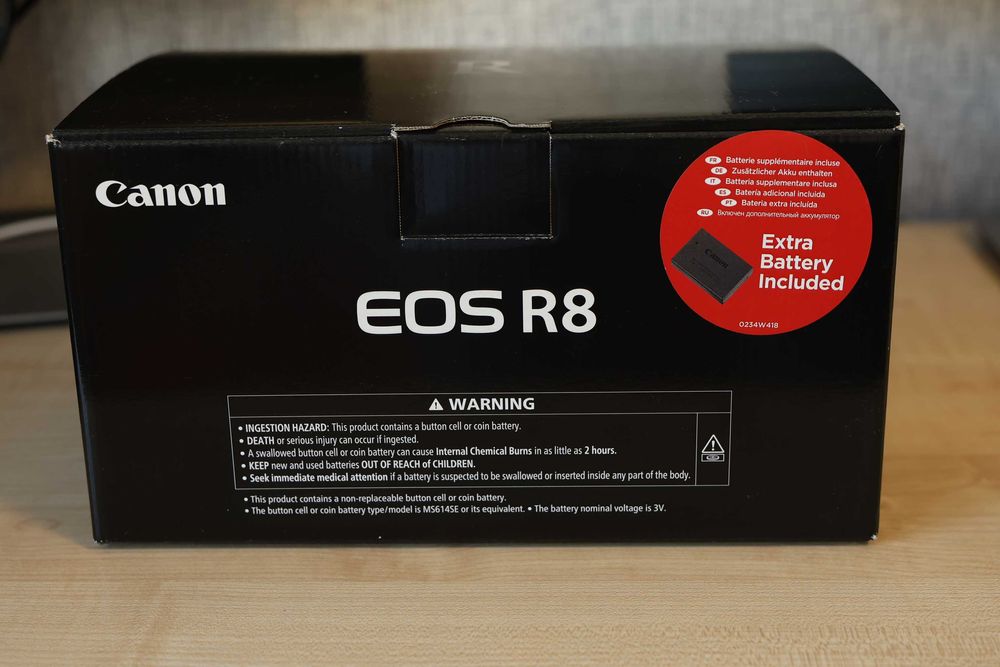 R
Canon
FR Batterie supplémentaire incluse
DE Zusätzlicher Akku enthalten
IT Batteria supplementare inclusa
ES Batería adicional incluida
PT Bateria extra incluída
RU Включен дополнительный аккумулятор
Canon
Extra
Battery
Included
0234W418
EOS R8
WARNING
• INGESTION HAZARD: This product contains a button cell or coin battery.
• DEATH or serious injury can occur if ingested.
• A swallowed button cell or coin battery can cause Internal Chemical Burns in as little as 2 hours.
• KEEP new and used batteries OUT OF REACH of CHILDREN.
• Seek immediate medical attention if a battery is suspected to be swallowed or inserted inside any part of the body.
• This product contains a non-replaceable button cell or coin battery.
• The button cell or coin battery type/model is MS614SE or its equivalent. • The battery nominal voltage is 3V.